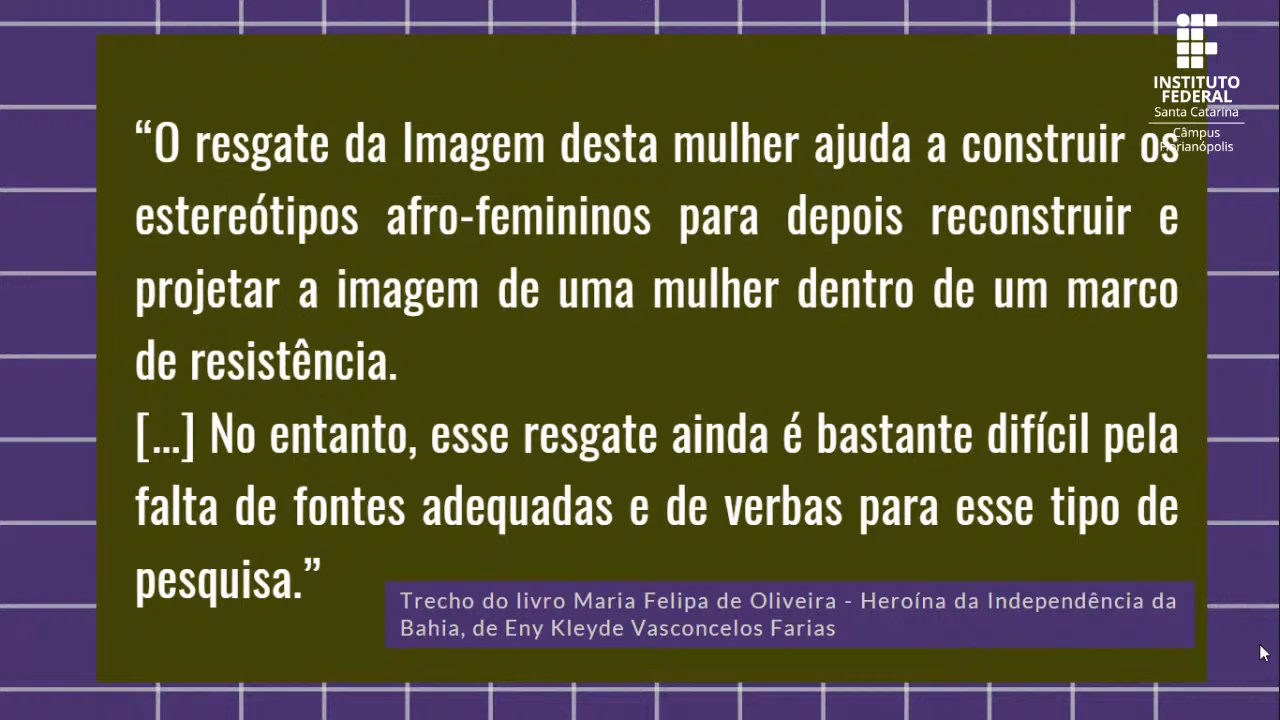 INSTITUTO
FEDERAL
Santa Catarina
Câmpus
Florianópolis
“O resgate da Imagem desta mulher ajuda a construir os
estereótipos afro-femininos para depois reconstruir e
projetar a imagem de uma mulher dentro de um marco
de resistência.
[...] No entanto, esse resgate ainda é bastante difícil pela
falta de fontes adequadas e de verbas para esse tipo de
pesquisa.”
Trecho do livro Maria Felipa de Oliveira - Heroína da Independência da
Bahia, de Eny Kleyde Vasconcelos Farias